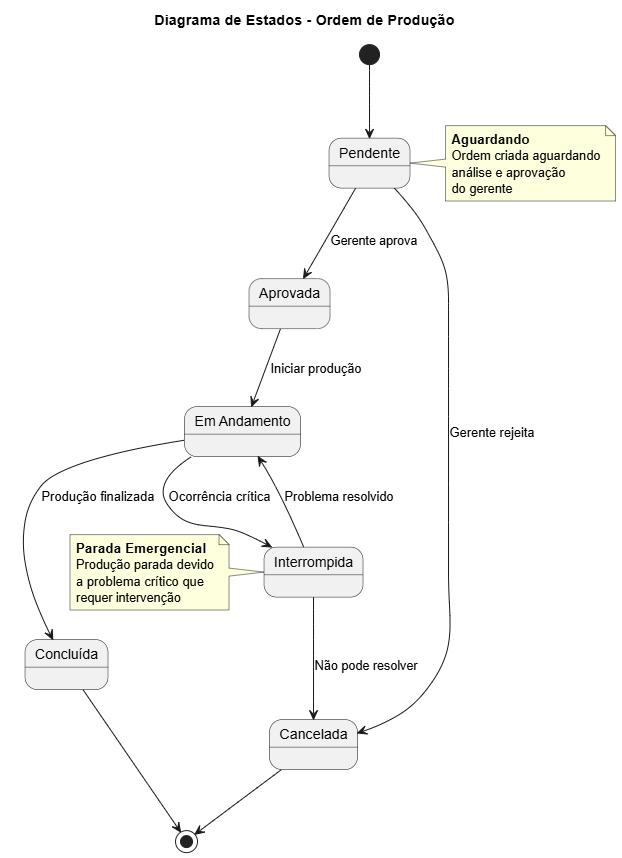 Diagrama de Estados - Ordem de Produção
Pendente
Aguardando
Ordem criada aguardando
análise e aprovação
do gerente
Gerente aprova
Aprovada
Iniciar produção
Em Andamento
Gerente rejeita
Produção finalizada
Ocorrência crítica
Problema resolvido
Parada Emergencial
Produção parada devido
a problema crítico que
requer intervenção
Interrompida
Concluída
Não pode resolver
Cancelada